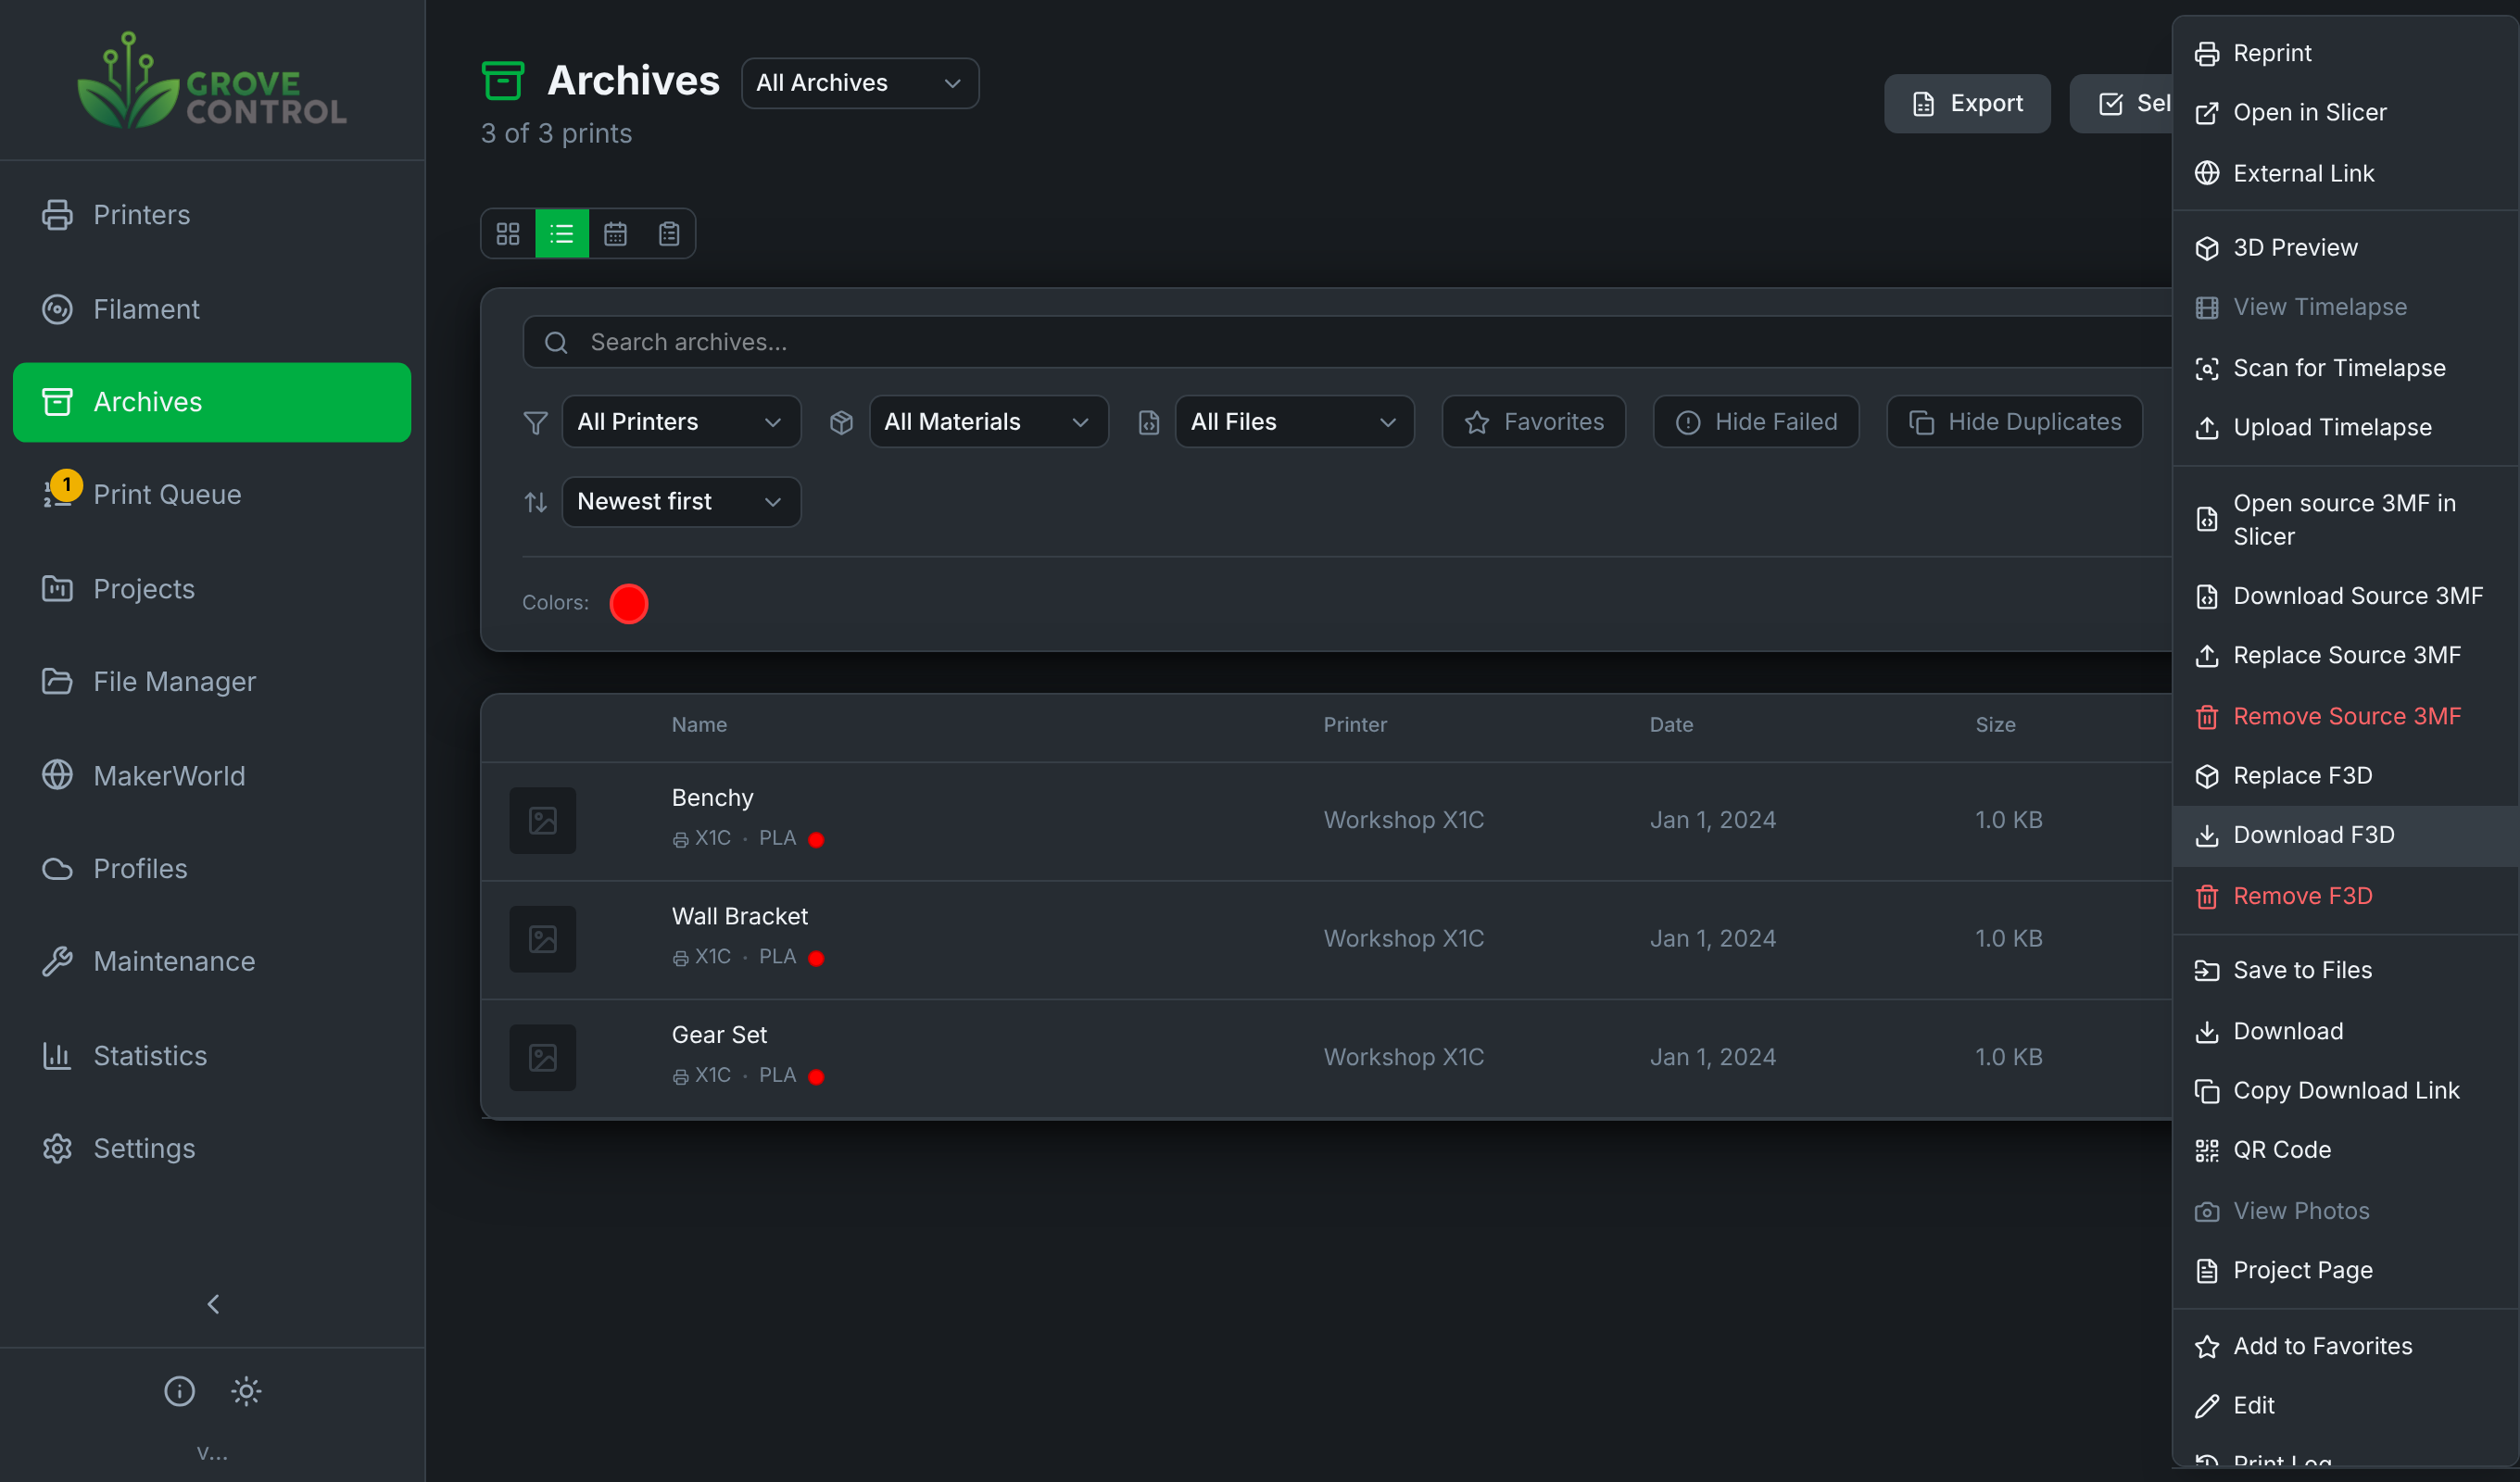 GROVE
CONTROL
Printers
Filament
Archives
1
Print Queue
Projects
File Manager
MakerWorld
Profiles
Maintenance
Statistics
Settings
v...
Archives
All Archives
3 of 3 prints
Export
Sel
Search archives...
All Printers
All Materials
All Files
Favorites
Hide Failed
Hide Duplicates
Newest first
Colors:
Name Printer Date Size
Benchy
X1C · PLA
Workshop X1C Jan 1, 2024 1.0 KB
Wall Bracket
X1C · PLA
Workshop X1C Jan 1, 2024 1.0 KB
Gear Set
X1C · PLA
Workshop X1C Jan 1, 2024 1.0 KB
Reprint
Open in Slicer
External Link
3D Preview
View Timelapse
Scan for Timelapse
Upload Timelapse
Open source 3MF in
Slicer
Download Source 3MF
Replace Source 3MF
Remove Source 3MF
Replace F3D
Download F3D
Remove F3D
Save to Files
Download
Copy Download Link
QR Code
View Photos
Project Page
Add to Favorites
Edit
Print Log